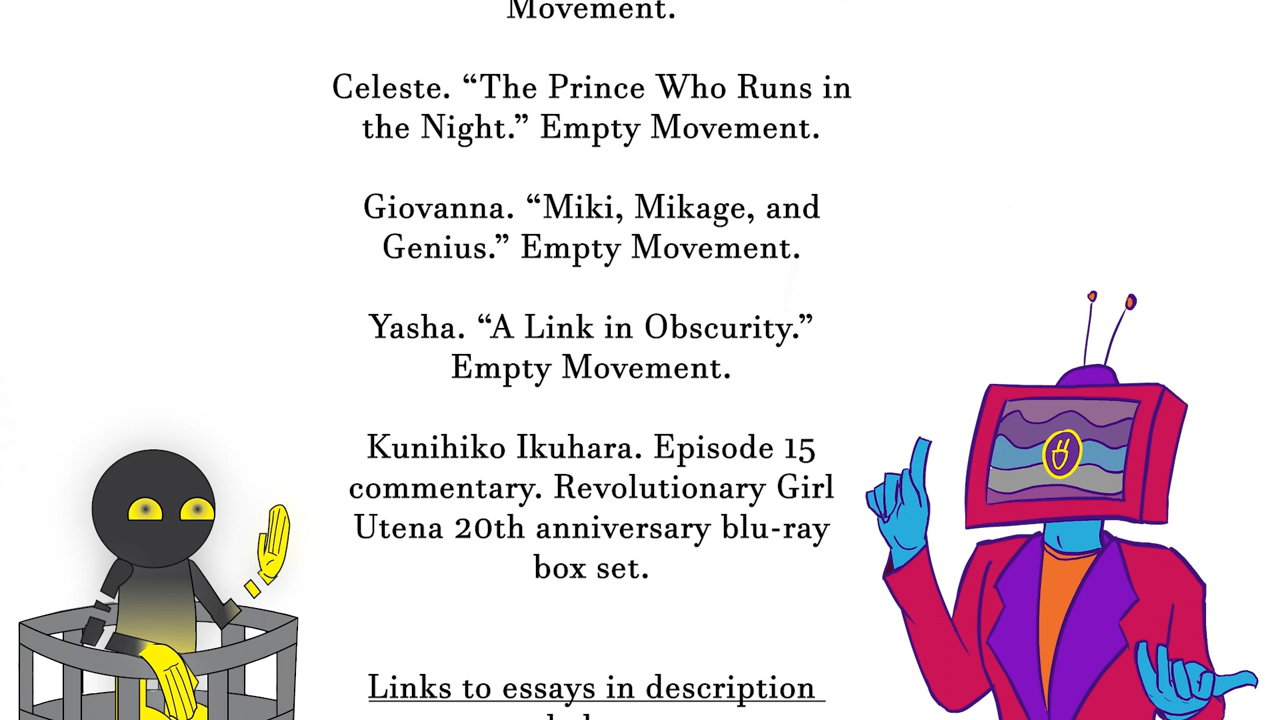 Movement.
Celeste. “The Prince Who Runs in
the Night.” Empty Movement.
Giovanna. “Miki, Mikage, and
Genius.” Empty Movement.
Yasha. “A Link in Obscurity.”
Empty Movement.
Kunihiko Ikuhara. Episode 15
commentary. Revolutionary Girl
Utena 20th anniversary blu-ray
box set.
Links to essays in description